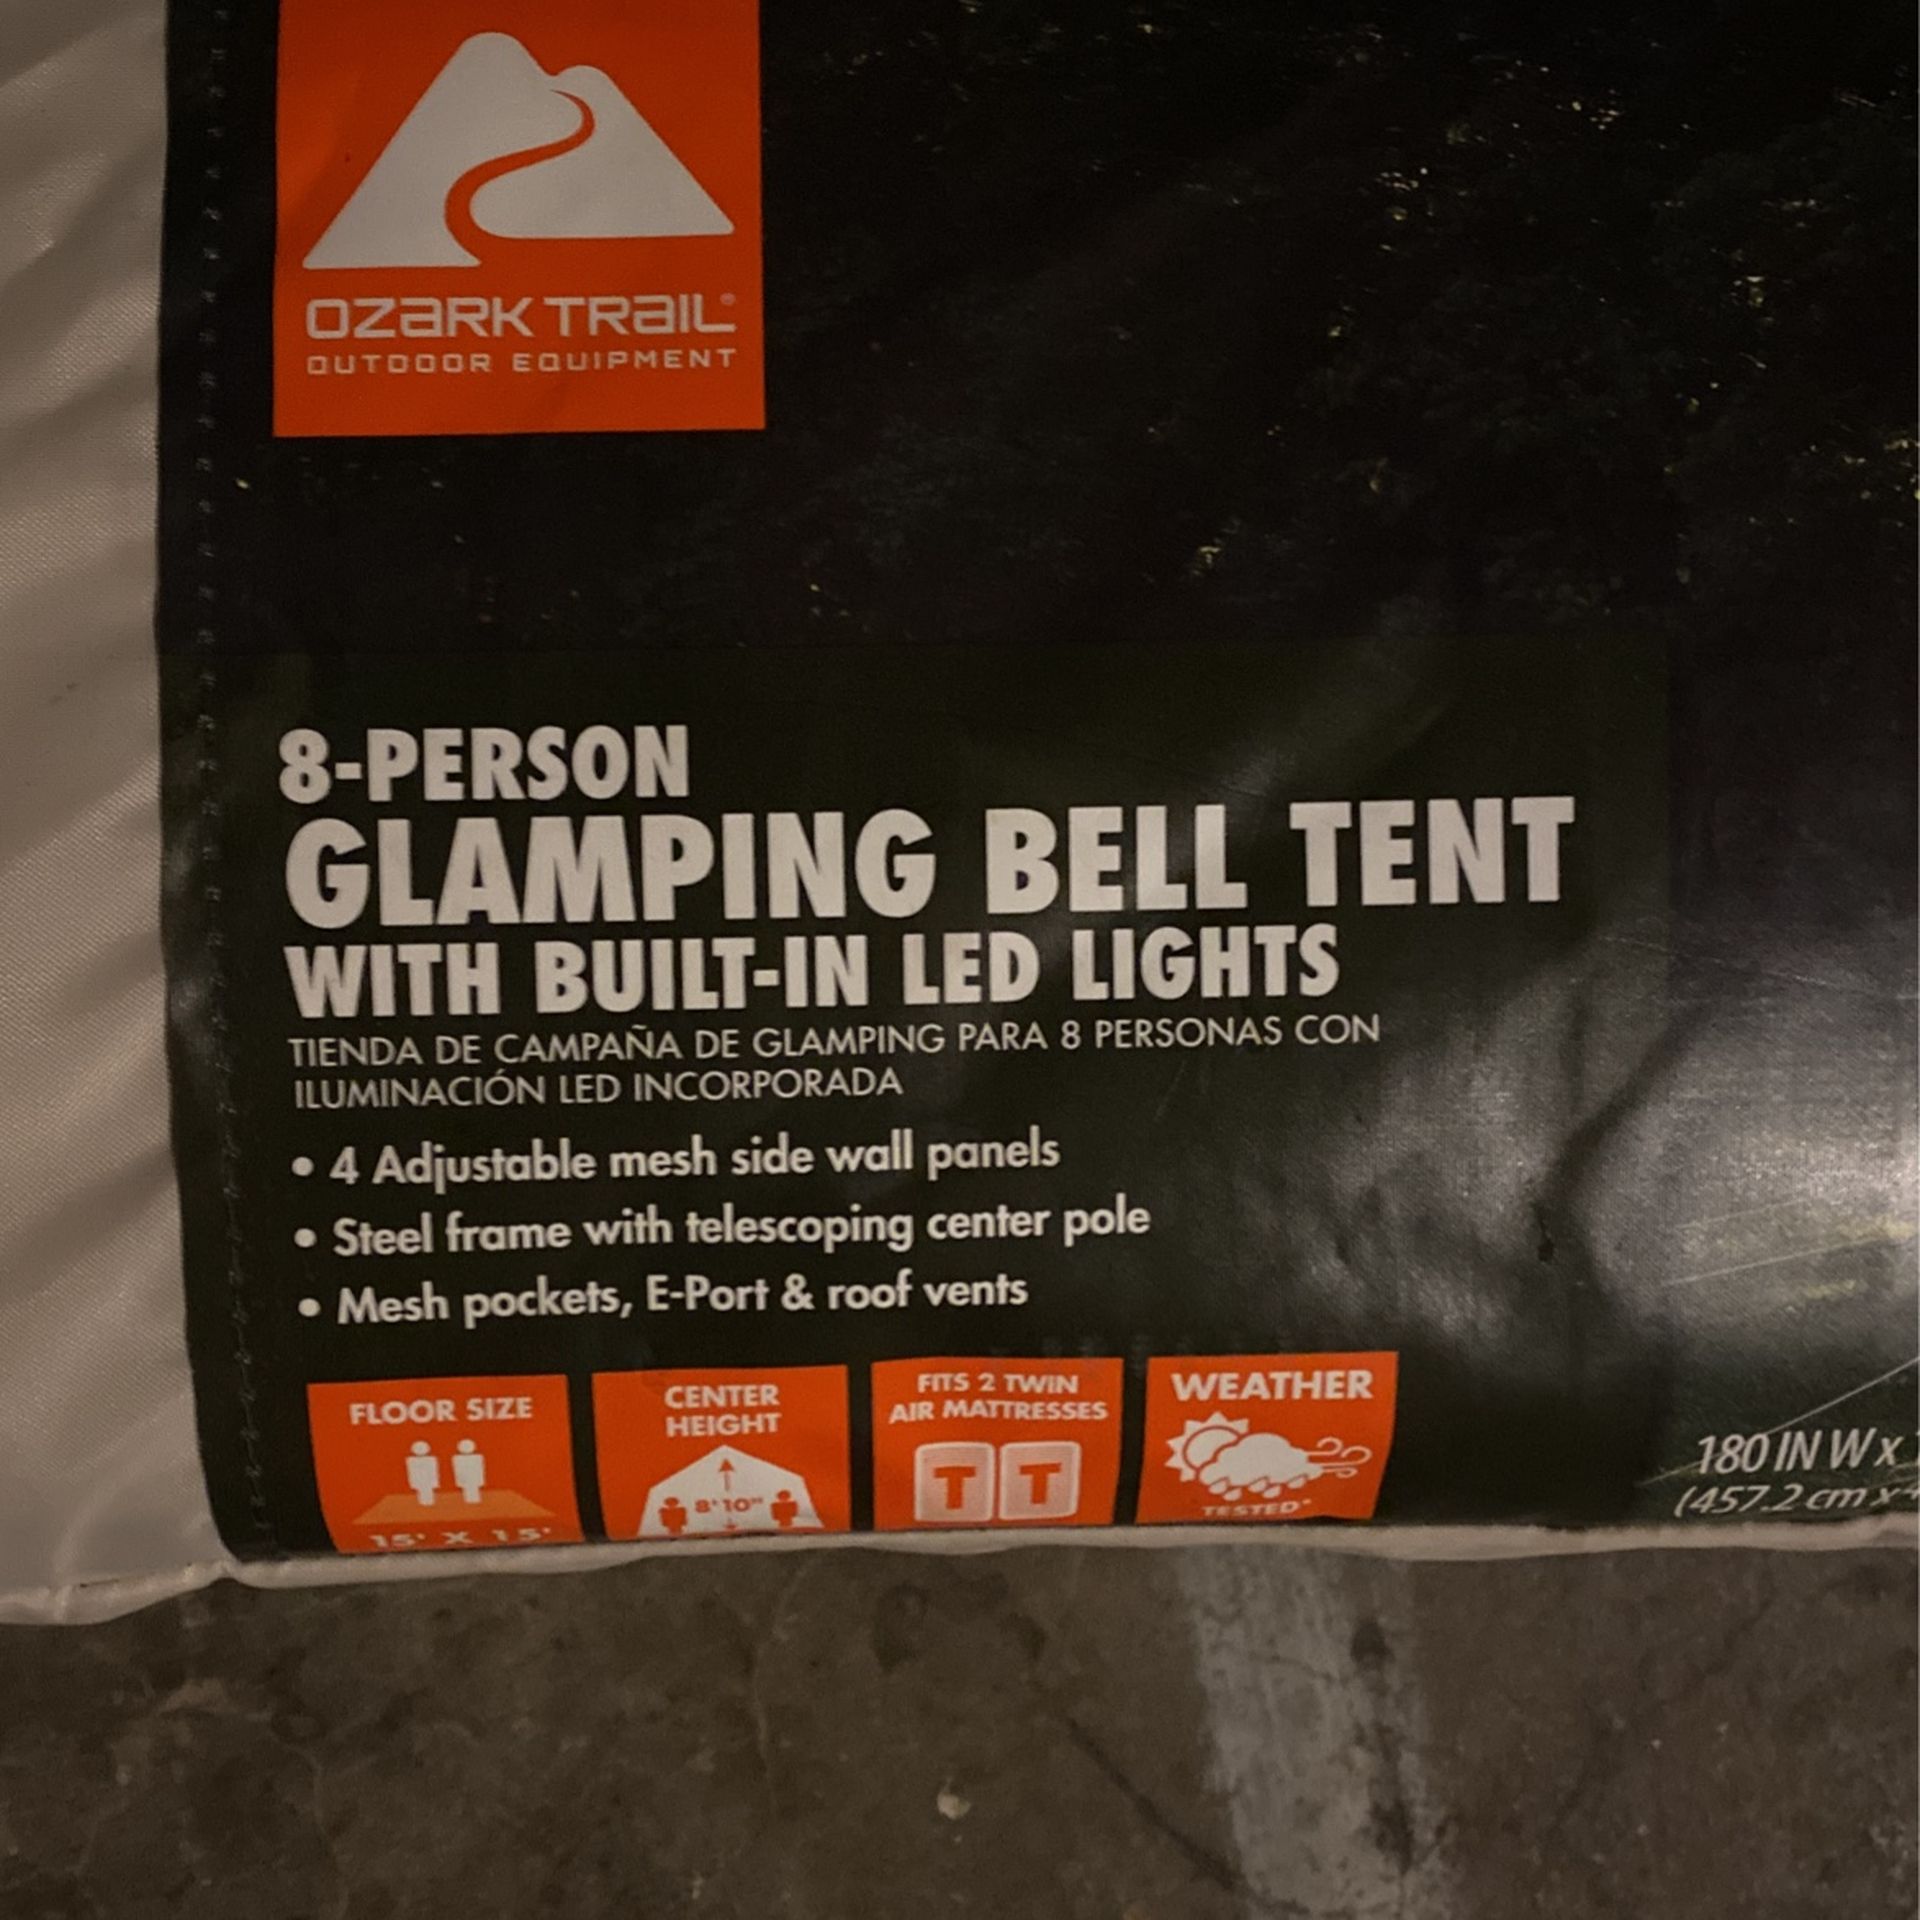 OZARK TRAIL®
OUTDOOR EQUIPMENT
8-PERSON
GLAMPING BELL TENT
WITH BUILT-IN LED LIGHTS
TIENDA DE CAMPAÑA DE GLAMPING PARA 8 PERSONAS CON
ILUMINACIÓN LED INCORPORADA
• 4 Adjustable mesh side wall panels
• Steel frame with telescoping center pole
• Mesh pockets, E-Port & roof vents
FLOOR SIZE
15' X 15'
CENTER
HEIGHT
8'10"
FITS 2 TWIN
AIR MATTRESSES
T T
WEATHER
TESTED*
180 IN W x
(457.2 cm x